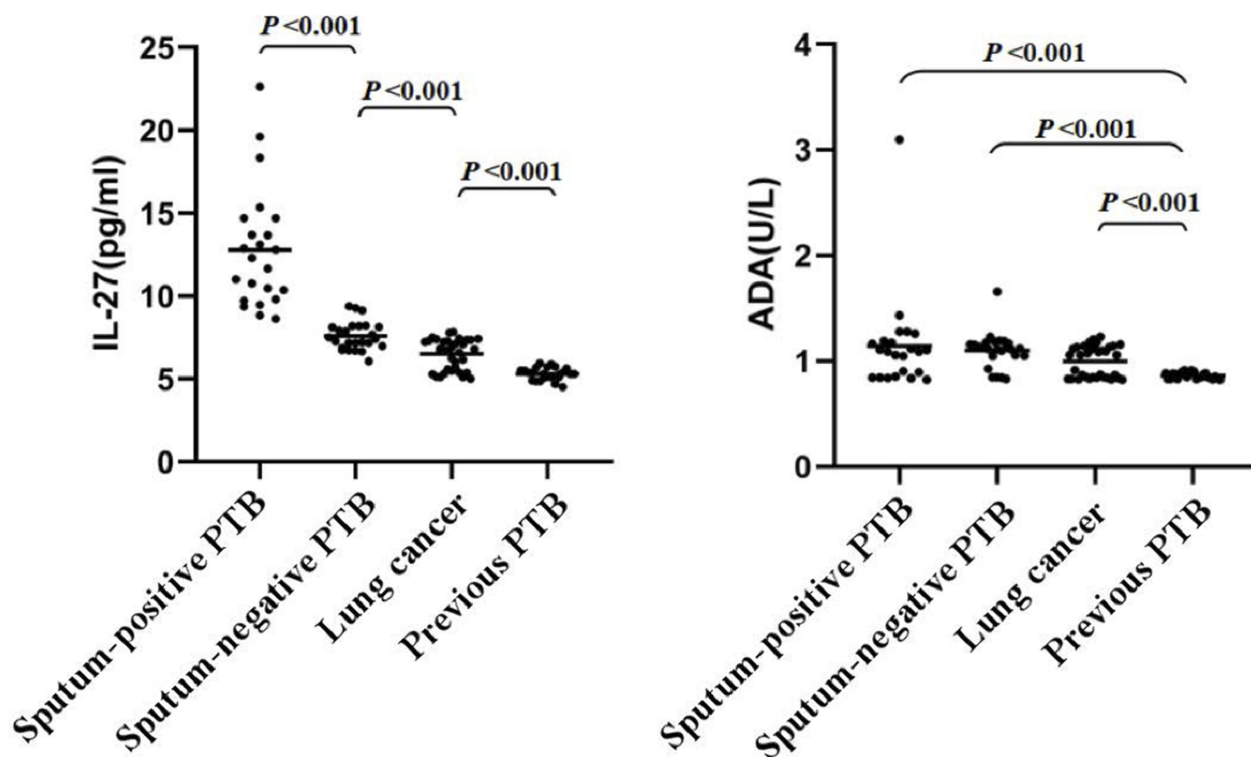 P <0.001
P <0.001
P <0.001
25
20
15
10
5
0
IL-27(pg/ml)
Sputum-positive PTB
Sputum-negative PTB
Lung cancer
Previous PTB
P <0.001
P <0.001
P <0.001
4
3
2
1
0
ADA(U/L)
Sputum-positive PTB
Sputum-negative PTB
Lung cancer
Previous PTB